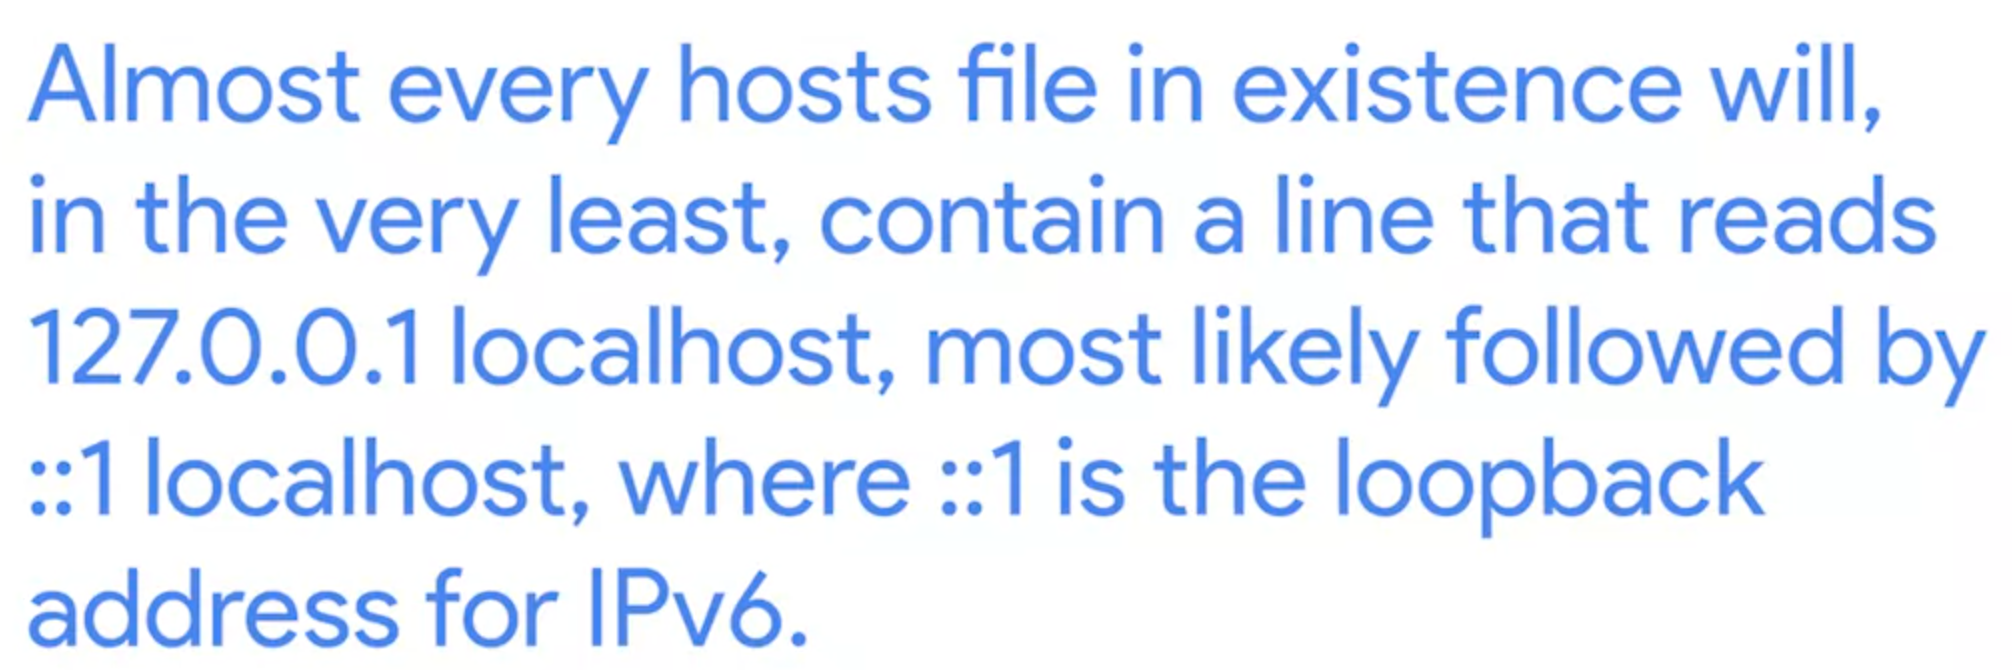 Almost every hosts file in existence will,
in the very least, contain a line that reads
127.0.0.1 localhost, most likely followed by
::1 localhost, where ::1 is the loopback
address for IPv6.